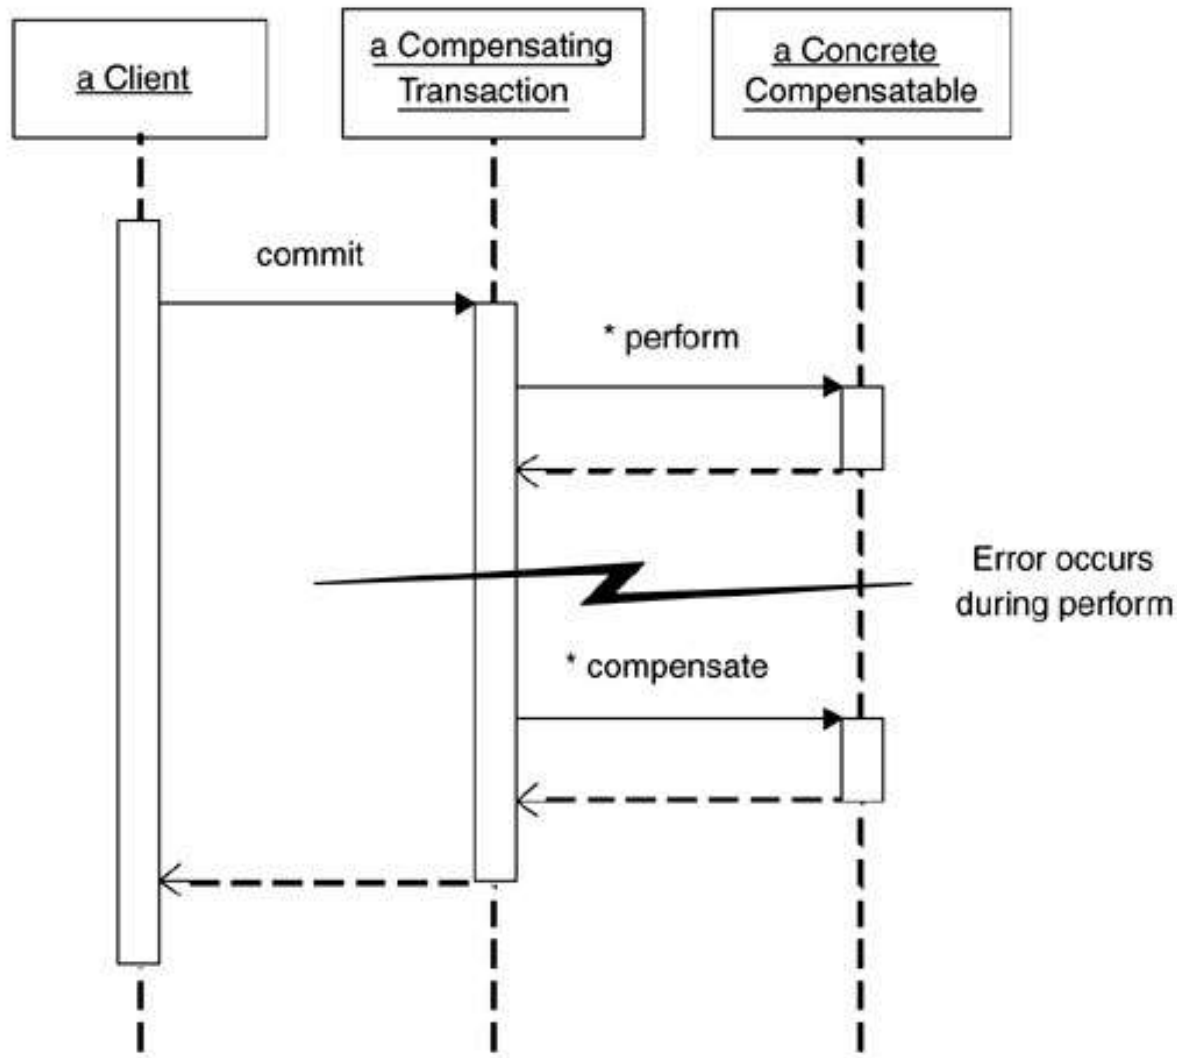 a Client
a Compensating
Transaction
a Concrete
Compensatable
commit
* perform
Error occurs
during perform
* compensate